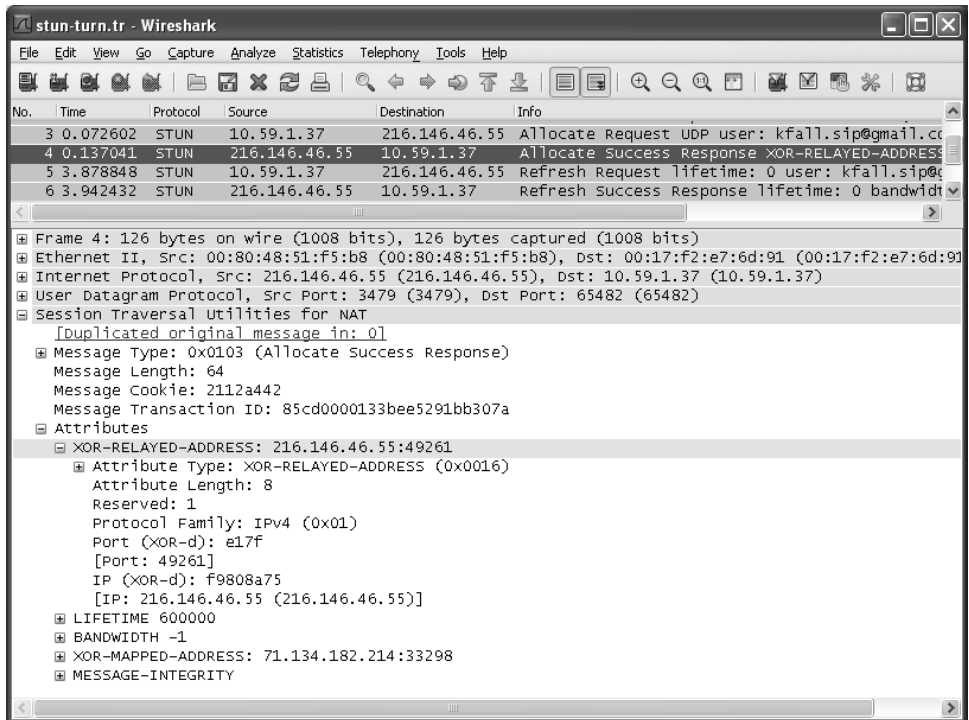 stun-turn.tr - Wireshark
File Edit View Go Capture Analyze Statistics Telephony Tools Help
No. Time Protocol Source Destination Info
3 0.072602 STUN 10.59.1.37 216.146.46.55 Allocate Request UDP user: kfall.sip@gmail.co
4 0.137041 STUN 216.146.46.55 10.59.1.37 Allocate Success Response XOR-RELAYED-ADDRESS
5 3.878848 STUN 10.59.1.37 216.146.46.55 Refresh Request lifetime: 0 user: kfall.sip@g
6 3.942432 STUN 216.146.46.55 10.59.1.37 Refresh Success Response lifetime: 0 bandwidt
Frame 4: 126 bytes on wire (1008 bits), 126 bytes captured (1008 bits)
Ethernet II, Src: 00:80:48:51:f5:b8 (00:80:48:51:f5:b8), Dst: 00:17:f2:e7:6d:91 (00:17:f2:e7:6d:91
Internet Protocol, Src: 216.146.46.55 (216.146.46.55), Dst: 10.59.1.37 (10.59.1.37)
User Datagram Protocol, Src Port: 3479 (3479), Dst Port: 65482 (65482)
Session Traversal Utilities for NAT
[Duplicated original message in: 0]
Message Type: 0x0103 (Allocate Success Response)
Message Length: 64
Message Cookie: 2112a442
Message Transaction ID: 85cd0000133bee5291bb307a
Attributes
XOR-RELAYED-ADDRESS: 216.146.46.55:49261
Attribute Type: XOR-RELAYED-ADDRESS (0x0016)
Attribute Length: 8
Reserved: 1
Protocol Family: IPv4 (0x01)
Port (XOR-d): e17f
[Port: 49261]
IP (XOR-d): f9808a75
[IP: 216.146.46.55 (216.146.46.55)]
LIFETIME 600000
BANDWIDTH -1
XOR-MAPPED-ADDRESS: 71.134.182.214:33298
MESSAGE-INTEGRITY